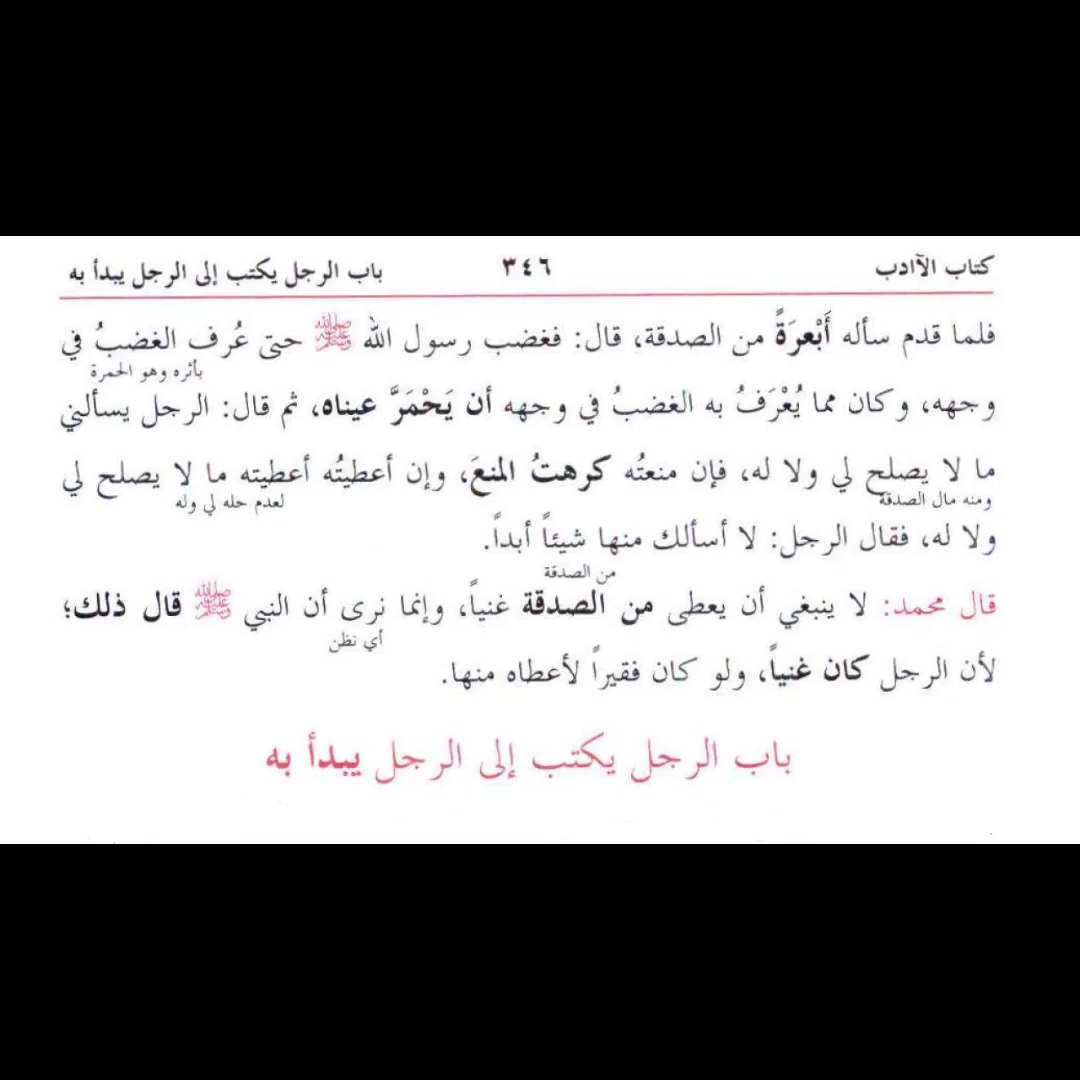 كتاب الآدب ٣٤٦ باب الرجل يكتب إلى الرجل يبدأ به
فلما قدم سأله أَبْعرَةً من الصدقة، قال: فغضب رسول الله ﷺ حتى عُرف الغضبُ في
بأثره وهو الحمرة
وجهه، وكان مما يُعْرَفُ به الغضبُ في وجهه أن يَحْمَرَّ عيناه، ثم قال: الرجل يسألني
ما لا يصلح لي ولا له، فإن منعتُه كرهتُ المنعَ، وإن أعطيتُه أعطيته ما لا يصلح لي
ومنه مال الصدقة لعدم حله لي وله
ولا له، فقال الرجل: لا أسألك منها شيئاً أبداً.
من الصدقة
قال محمد: لا ينبغي أن يعطى من الصدقة غنياً، وإنما نرى أن النبي ﷺ قال ذلك؛
أي نظن
لأن الرجل كان غنياً، ولو كان فقيراً لأعطاه منها.
باب الرجل يكتب إلى الرجل يبدأ به